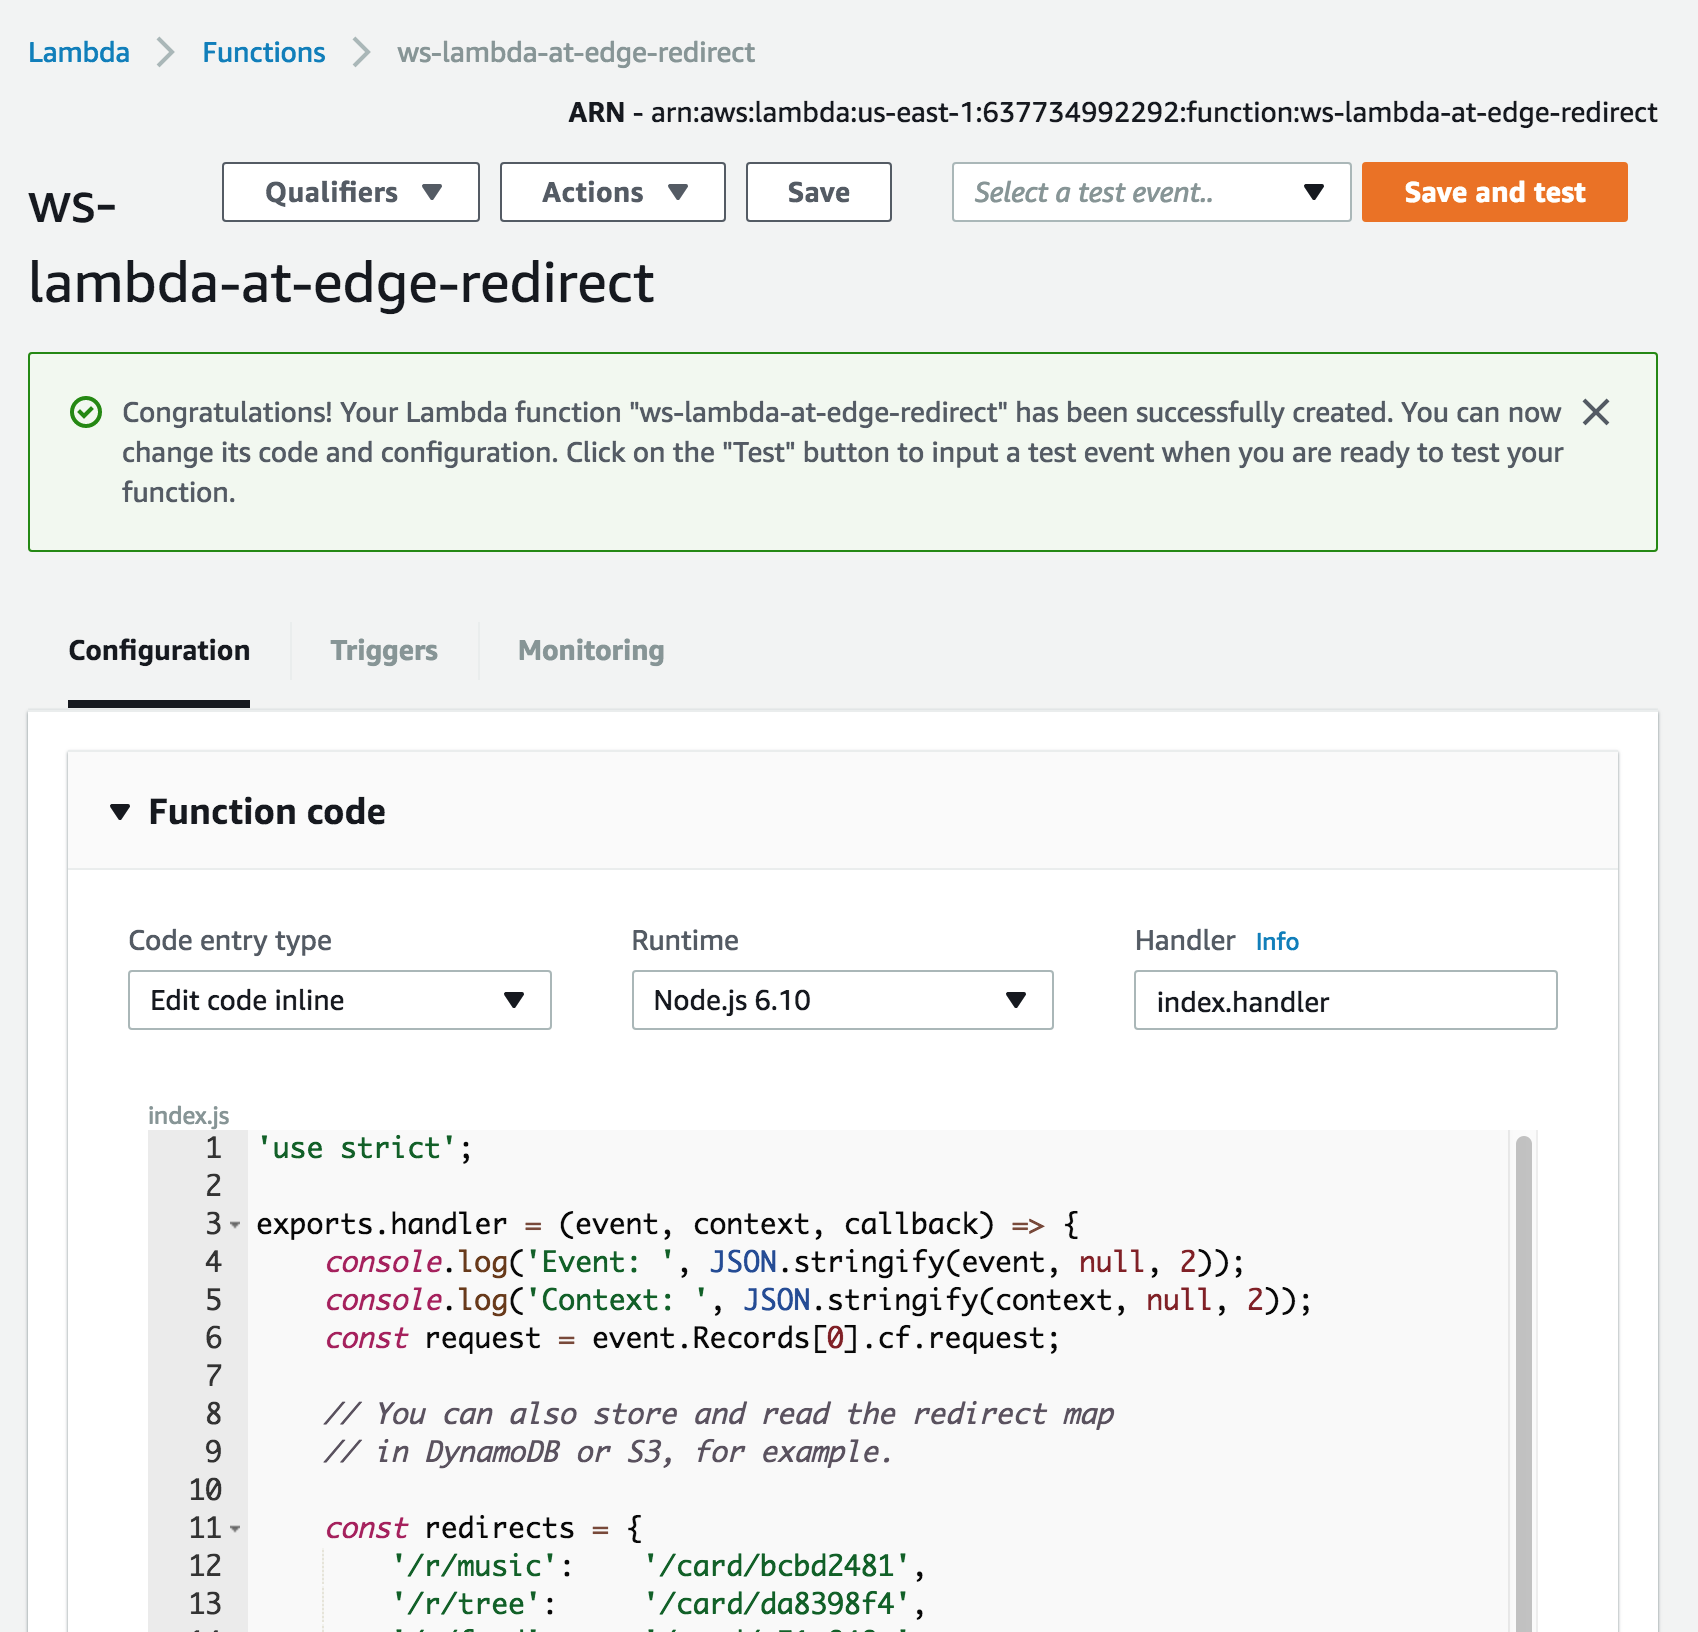 Lambda Functions ws-lambda-at-edge-redirect
ARN - arn:aws:lambda:us-east-1:637734992292:function:ws-lambda-at-edge-redirect
ws-
lambda-at-edge-redirect
Qualifiers Actions Save Select a test event.. Save and test
Congratulations! Your Lambda function "ws-lambda-at-edge-redirect" has been successfully created. You can now
change its code and configuration. Click on the "Test" button to input a test event when you are ready to test your
function.
Configuration Triggers Monitoring
Function code
Code entry type Runtime Handler Info
Edit code inline Node.js 6.10 index.handler
index.js
1 'use strict';
2
3 exports.handler = (event, context, callback) => {
4 console.log('Event: ', JSON.stringify(event, null, 2));
5 console.log('Context: ', JSON.stringify(context, null, 2));
6 const request = event.Records[0].cf.request;
7
8 // You can also store and read the redirect map
9 // in DynamoDB or S3, for example.
10
11 const redirects = {
12 '/r/music': '/card/bcbd2481',
13 '/r/tree': '/card/da8398f4',